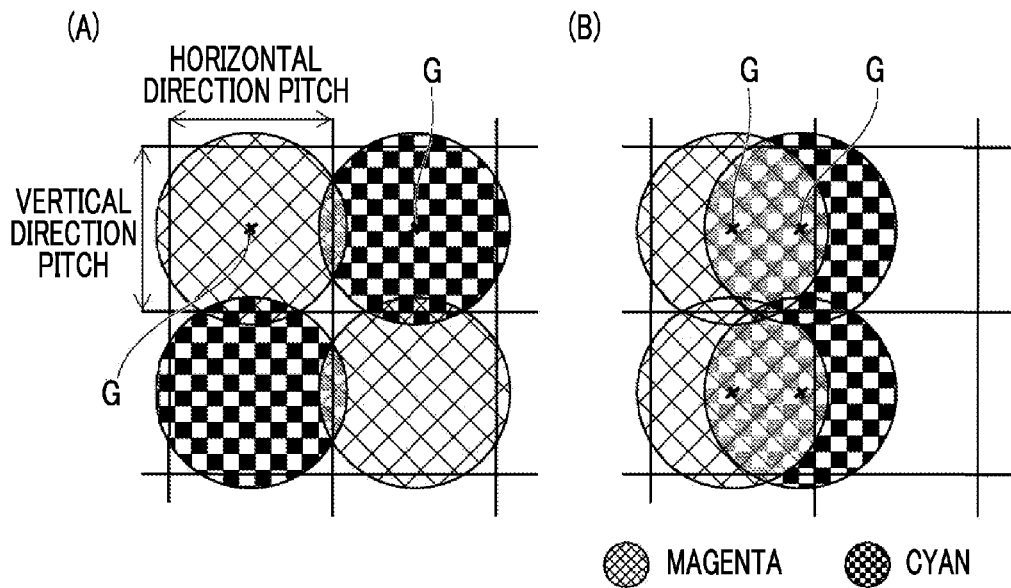 (A)
HORIZONTAL
DIRECTION PITCH
G
VERTICAL
DIRECTION
PITCH
G
(B)
G G
MAGENTA CYAN